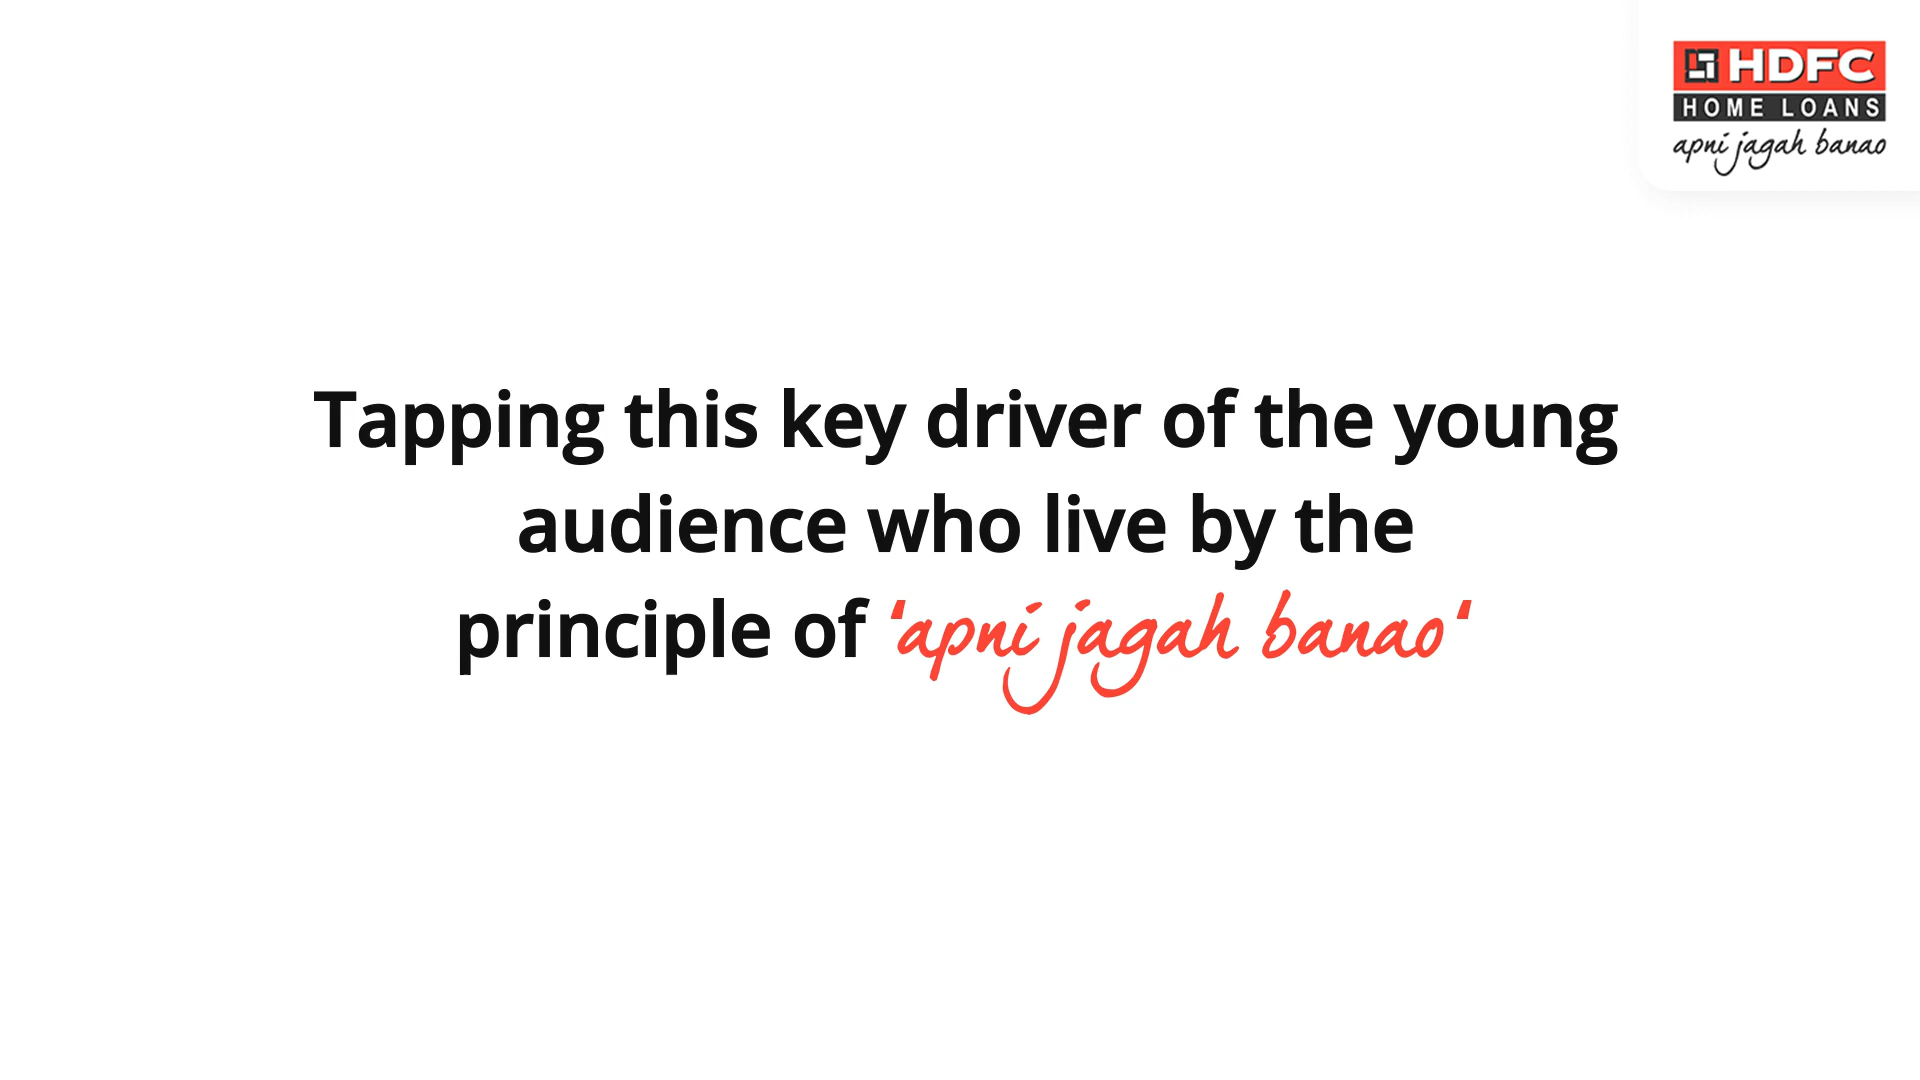 HDFC
HOME LOANS
apni jagah banao
Tapping this key driver of the young
audience who live by the
principle of ‘apni jagah banao‘